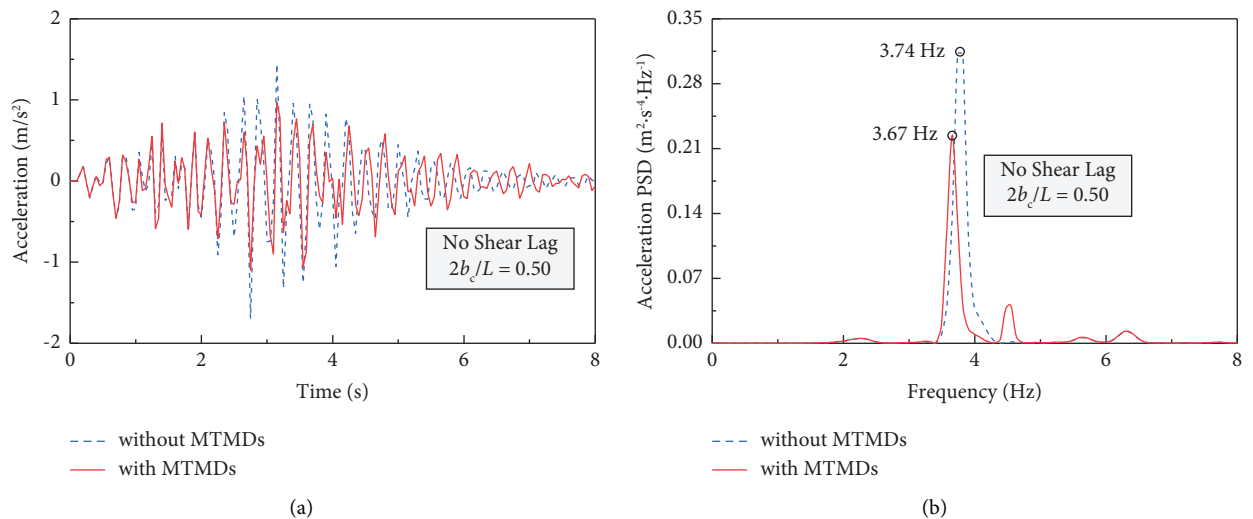 2
1
0
-1
-2
Acceleration (m/s²)
0 2 4 6 8
Time (s)
No Shear Lag
2b_c/L = 0.50
without MTMDs
with MTMDs
(a)
0.35
0.28
0.21
0.14
0.07
0.00
Acceleration PSD (m²·s⁻⁴·Hz⁻¹)
3.74 Hz
3.67 Hz
No Shear Lag
2b_c/L = 0.50
0 2 4 6 8
Frequency (Hz)
without MTMDs
with MTMDs
(b)